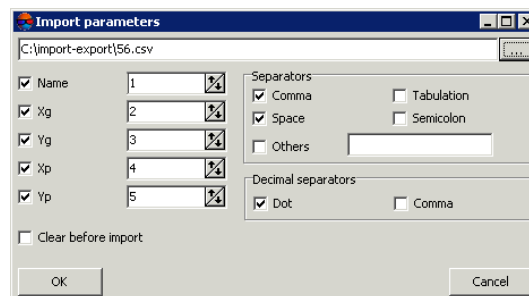 Import parameters
C:\import-export\56.csv ...
Name 1
Xg 2
Yg 3
Xp 4
Yp 5
Clear before import
Separators
Comma Tabulation
Space Semicolon
Others
Decimal separators
Dot Comma
OK Cancel